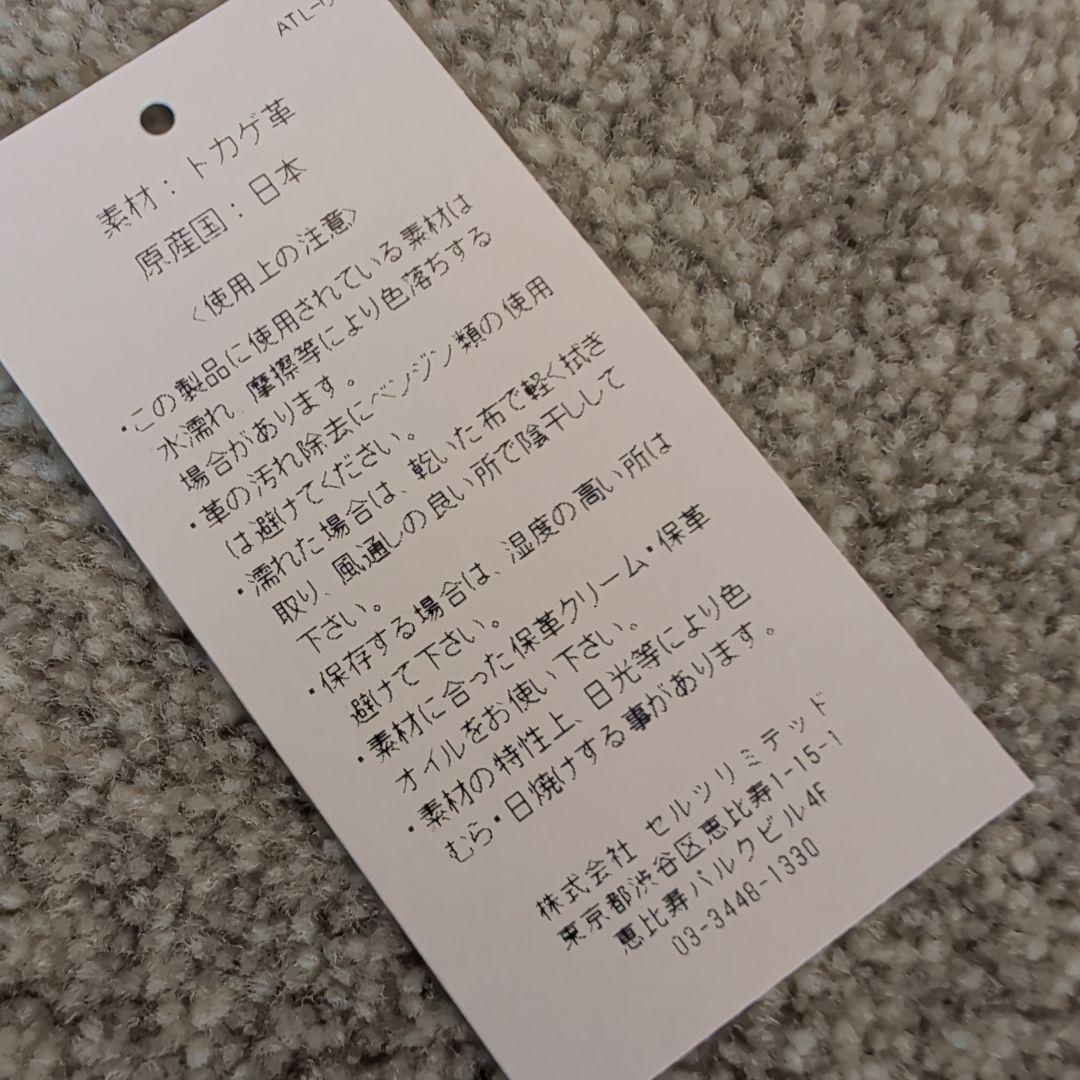 ATL-
素材：トカゲ革
原産国：日本
〈使用上の注意〉
・この製品に使用されている素材は
水濡れ、摩擦等により色落ちする
場合があります。
・革の汚れ除去にベンジン類の使用
は避けてください。
・濡れた場合は、乾いた布で軽く拭き
取り、風通しの良い所で陰干しして
下さい。
・保存する場合は、湿度の高い所は
避けて下さい。
・素材に合った保革クリーム・保革
オイルをお使い下さい。
・素材の特性上、日光等により色
むら・日焼けする事があります。
株式会社 セルツリミテッド
東京都渋谷区恵比寿1-15-1
恵比寿パルクビル4F
03-3448-1330